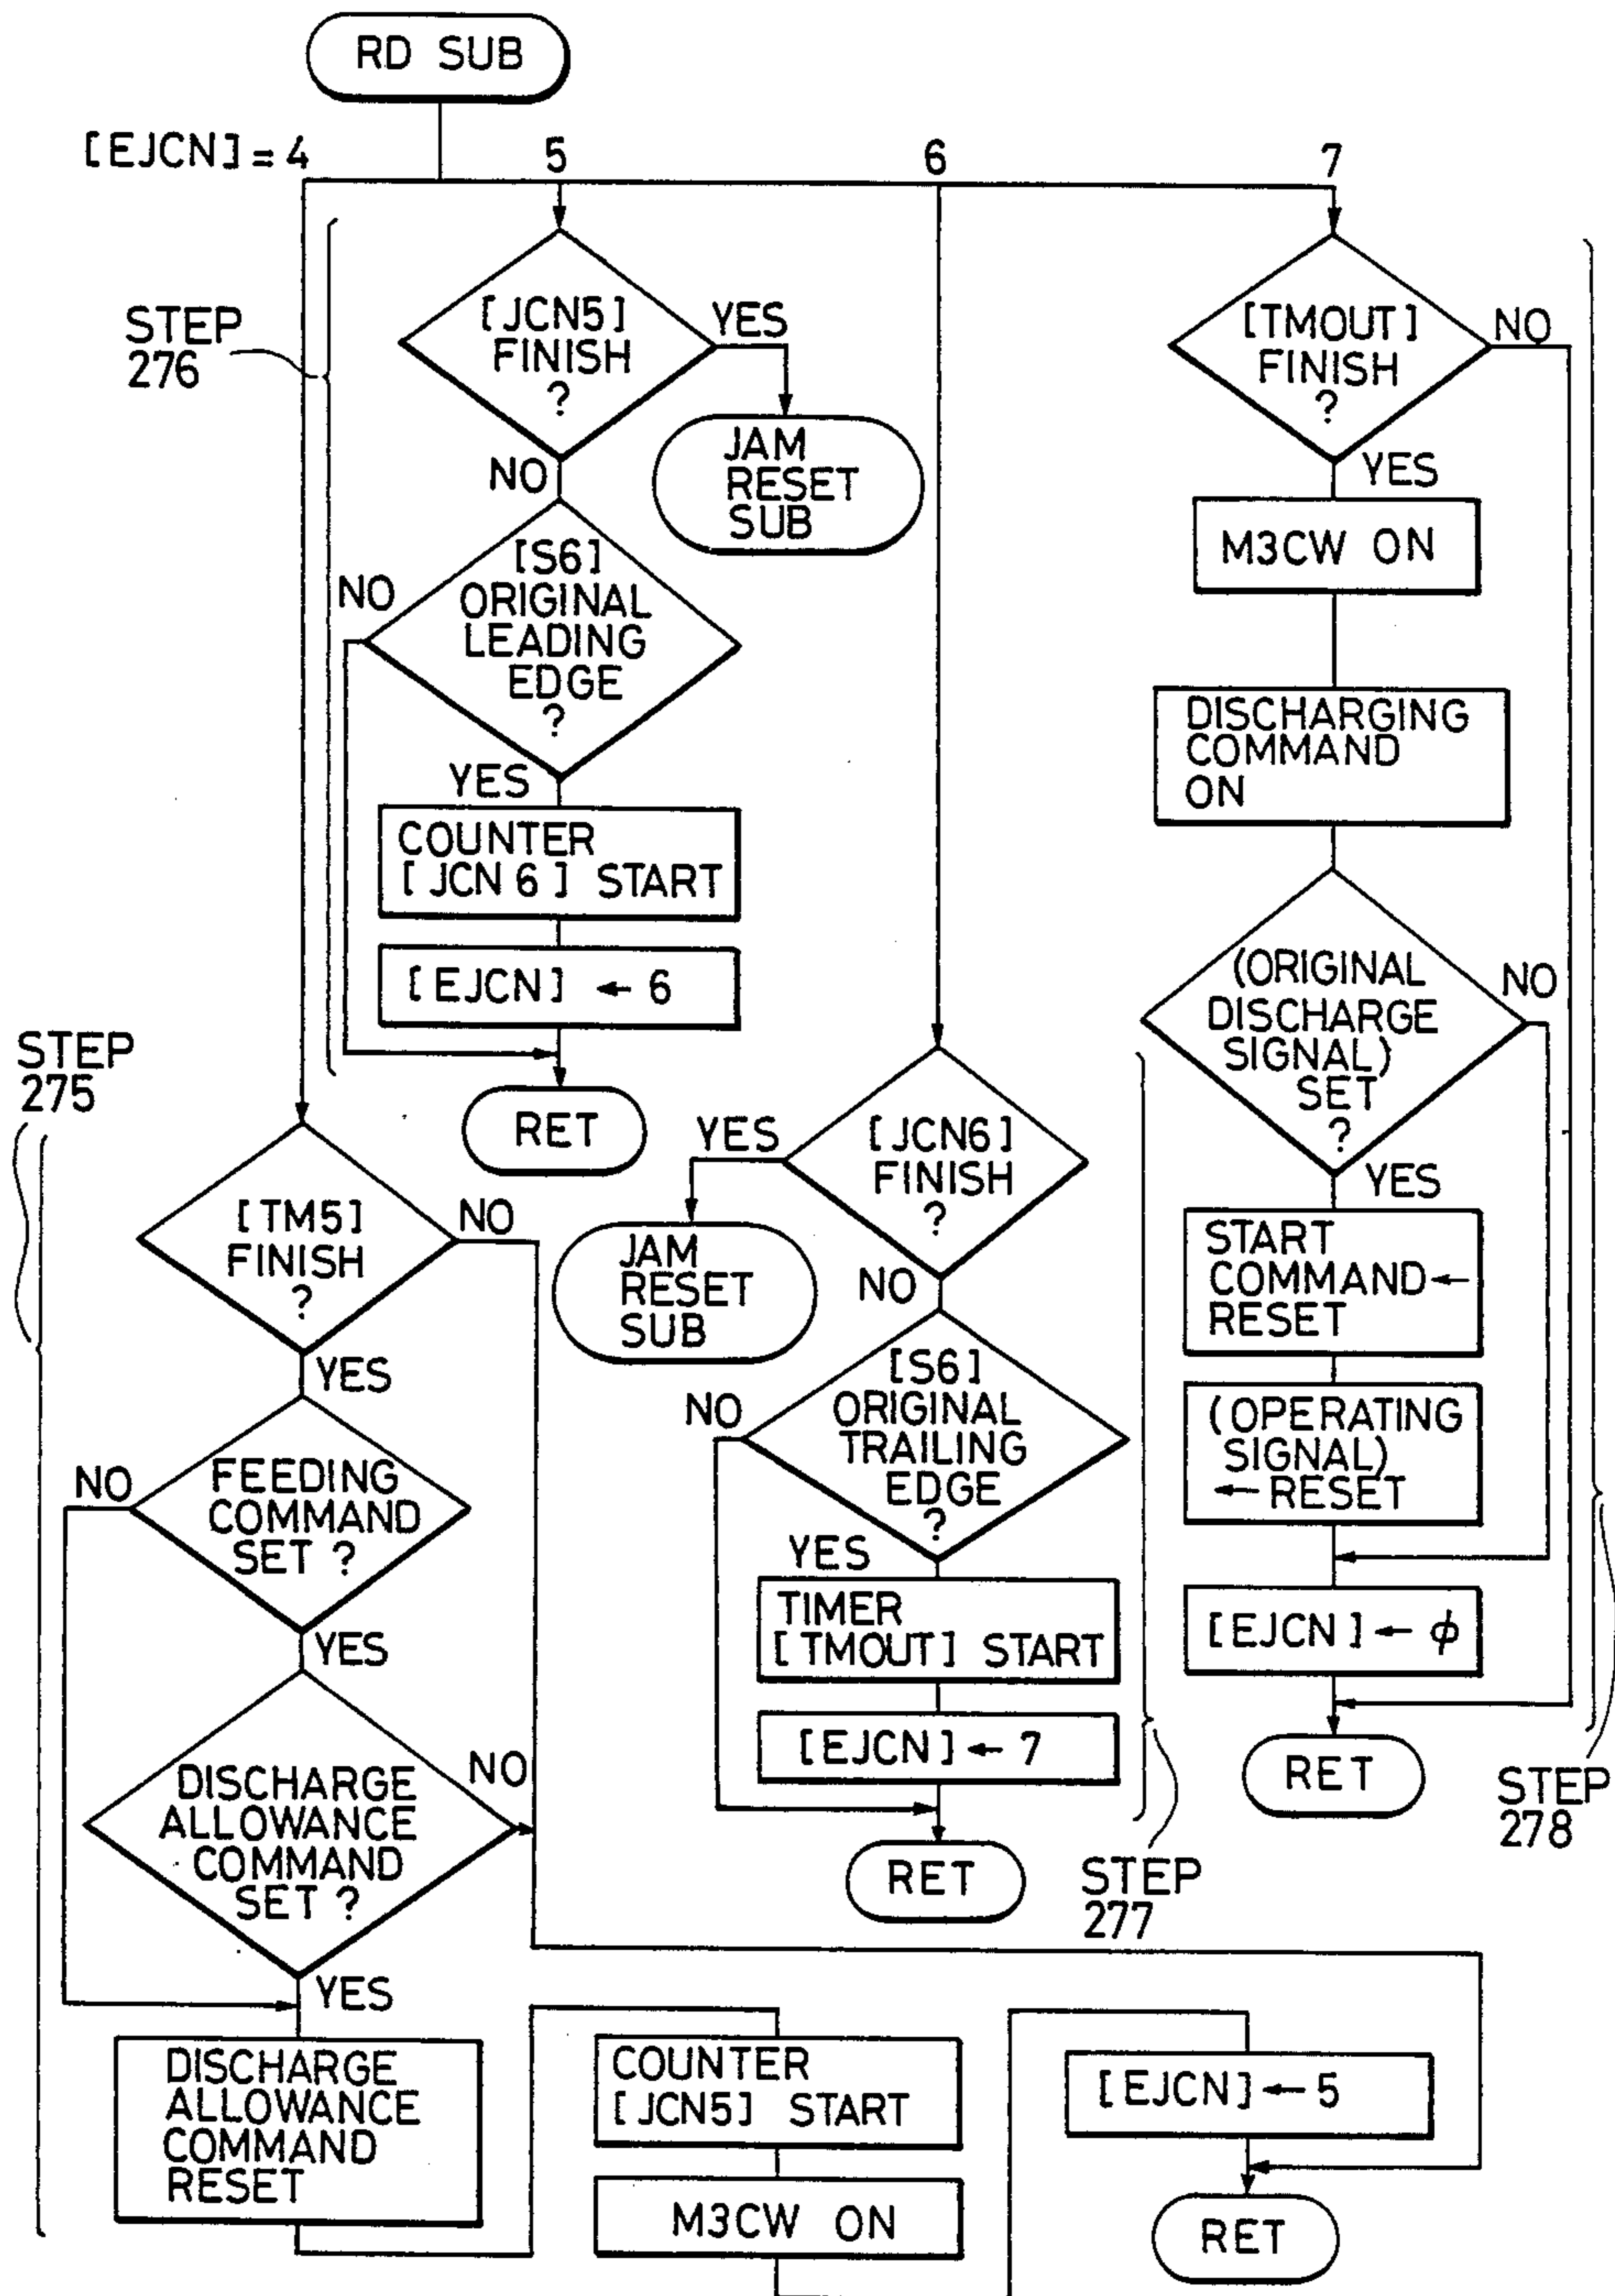 RD SUB
[EJCN] = 4
5
6
7
STEP
276
[JCN5]
FINISH
?
YES
NO
JAM
RESET
SUB
[S6]
ORIGINAL
LEADING
EDGE
?
NO
YES
COUNTER
[JCN 6] START
[EJCN] ← 6
RET
STEP
275
[TM5]
FINISH
?
NO
YES
FEEDING
COMMAND
SET ?
NO
YES
DISCHARGE
ALLOWANCE
COMMAND
SET ?
NO
YES
DISCHARGE
ALLOWANCE
COMMAND
RESET
COUNTER
[JCN5] START
M3CW ON
[EJCN] ← 5
RET
[JCN6]
FINISH
?
YES
NO
JAM
RESET
SUB
[S6]
ORIGINAL
TRAILING
EDGE
?
NO
YES
TIMER
[TMOUT] START
[EJCN] ← 7
RET
STEP
277
[TMOUT]
FINISH
?
NO
YES
M3CW ON
DISCHARGING
COMMAND
ON
(ORIGINAL
DISCHARGE
SIGNAL)
SET
?
NO
YES
START
COMMAND ←
RESET
(OPERATING
SIGNAL)
← RESET
[EJCN] ← ϕ
RET
STEP
278